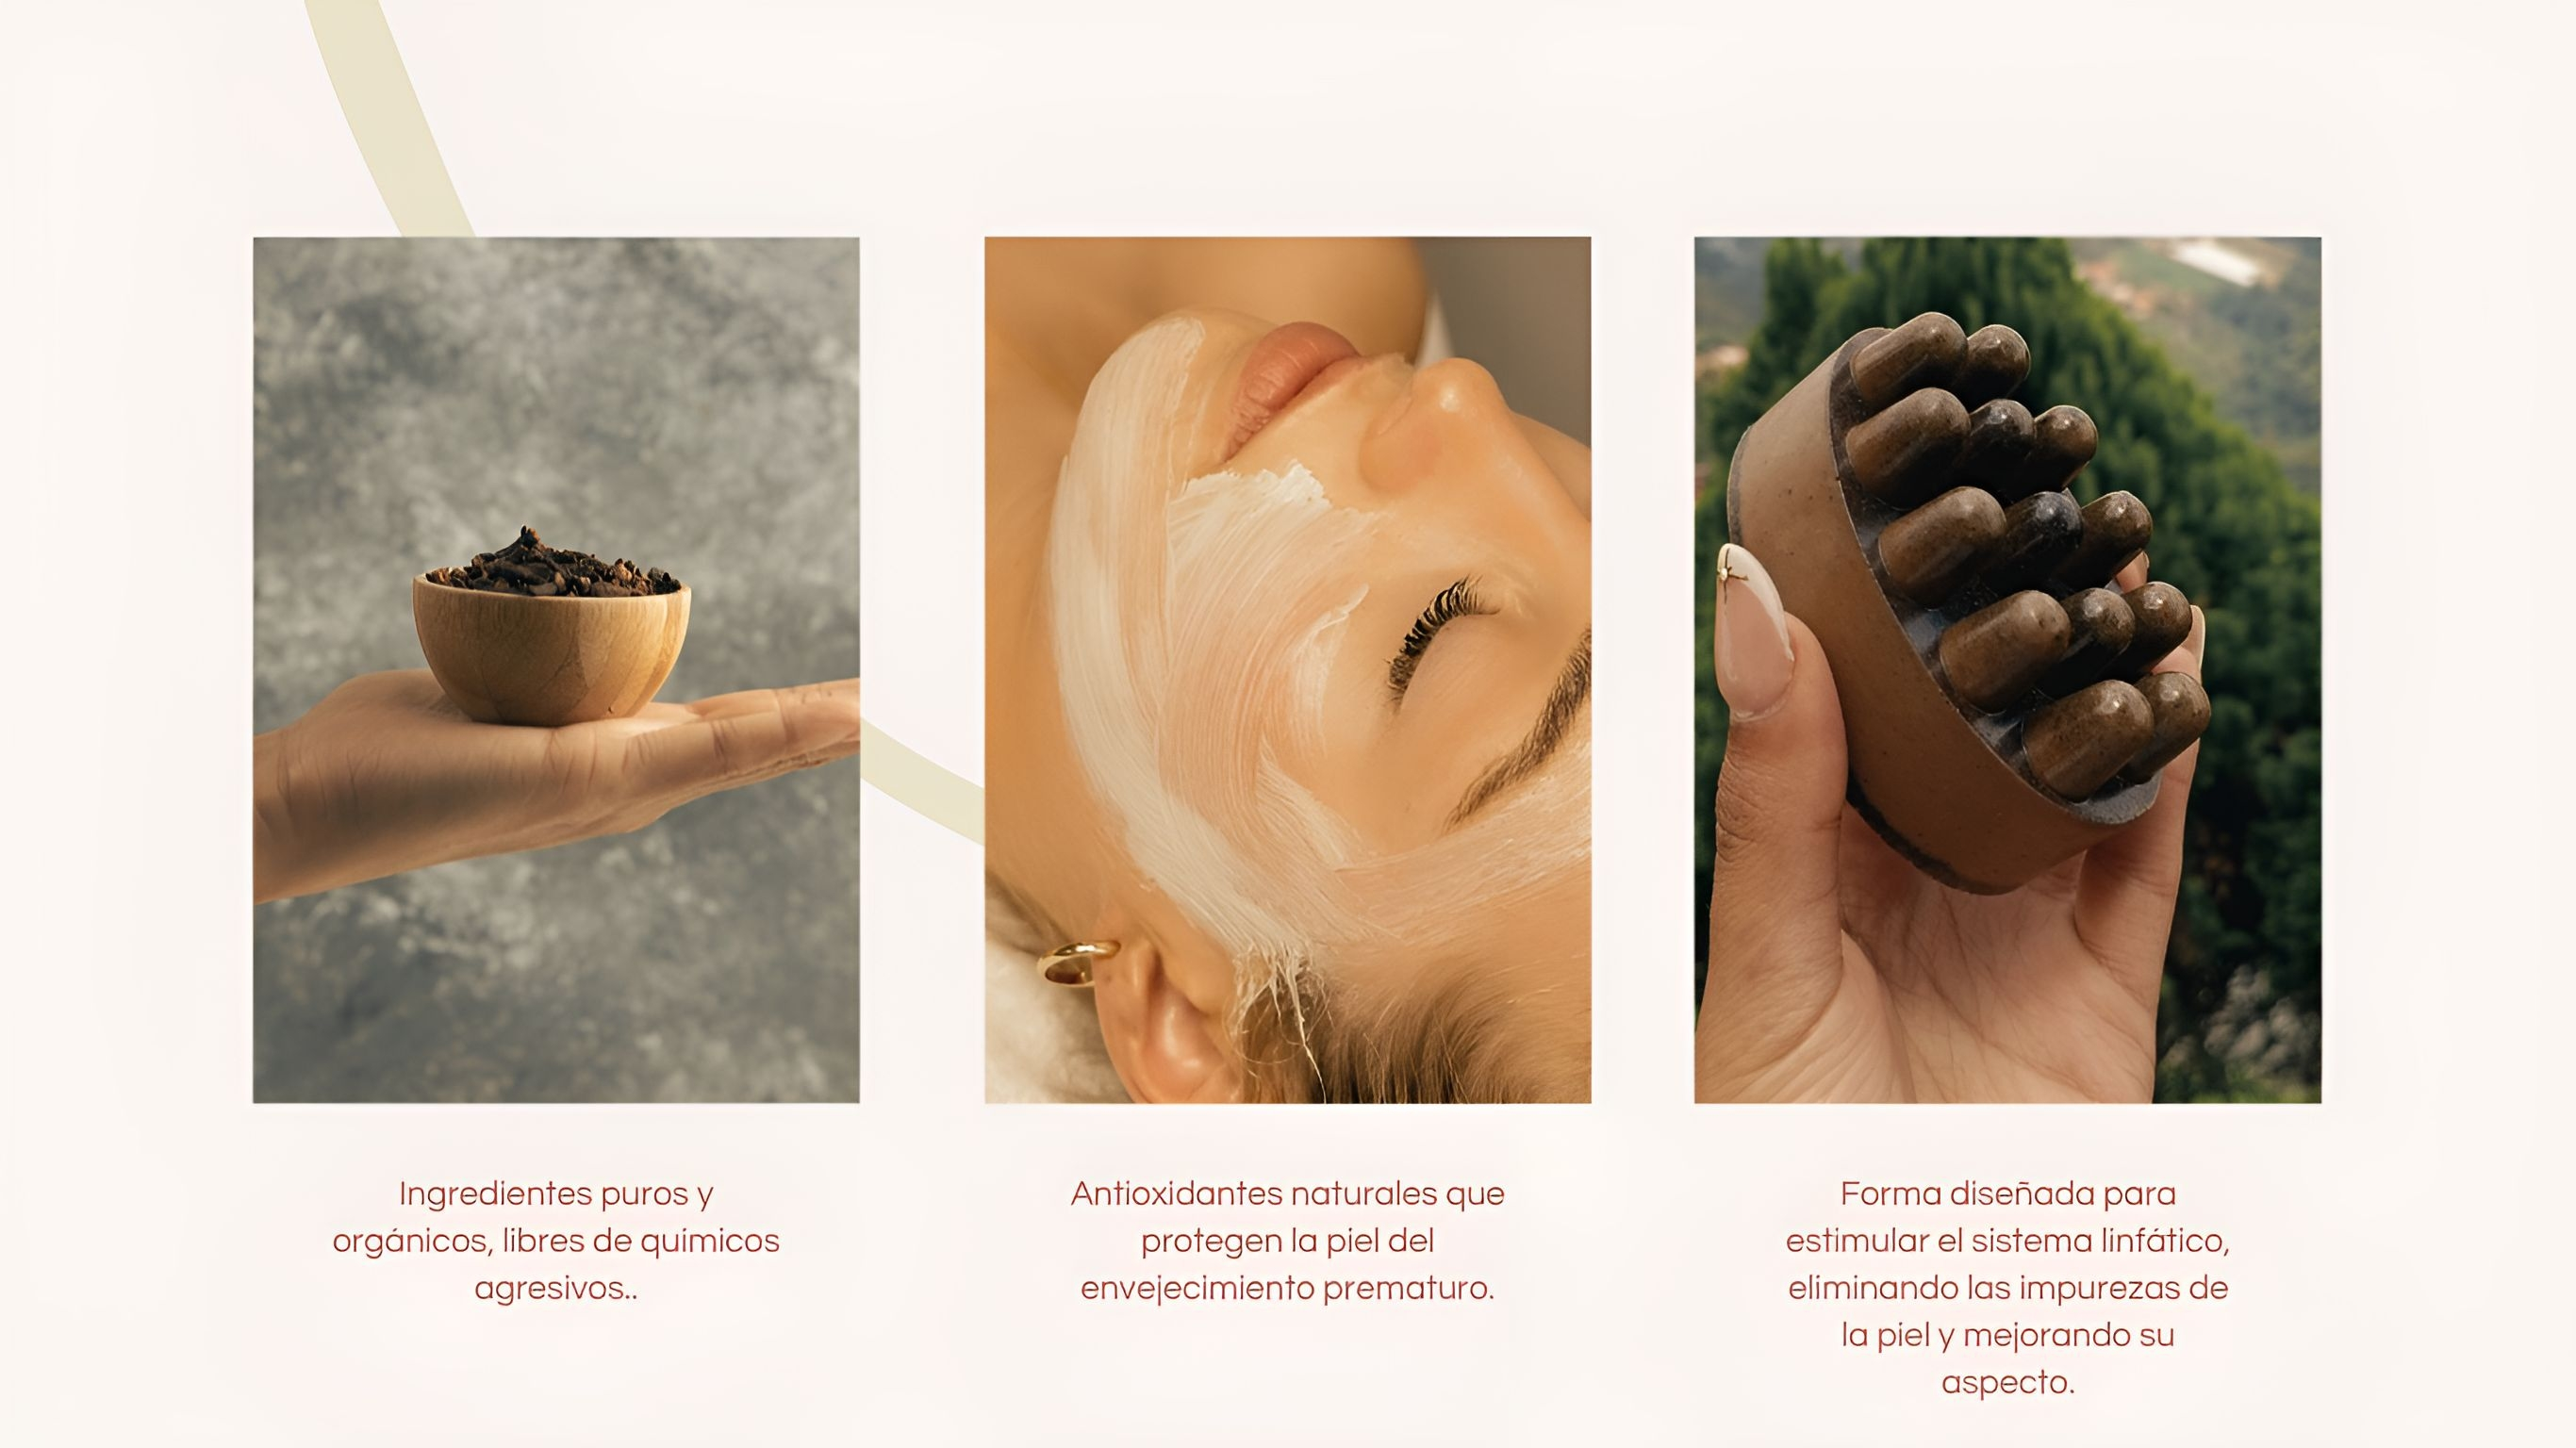 Ingredientes puros y
orgánicos, libres de químicos
agresivos..
Antioxidantes naturales que
protegen la piel del
envejecimiento prematuro.
Forma diseñada para
estimular el sistema linfático,
eliminando las impurezas de
la piel y mejorando su
aspecto.